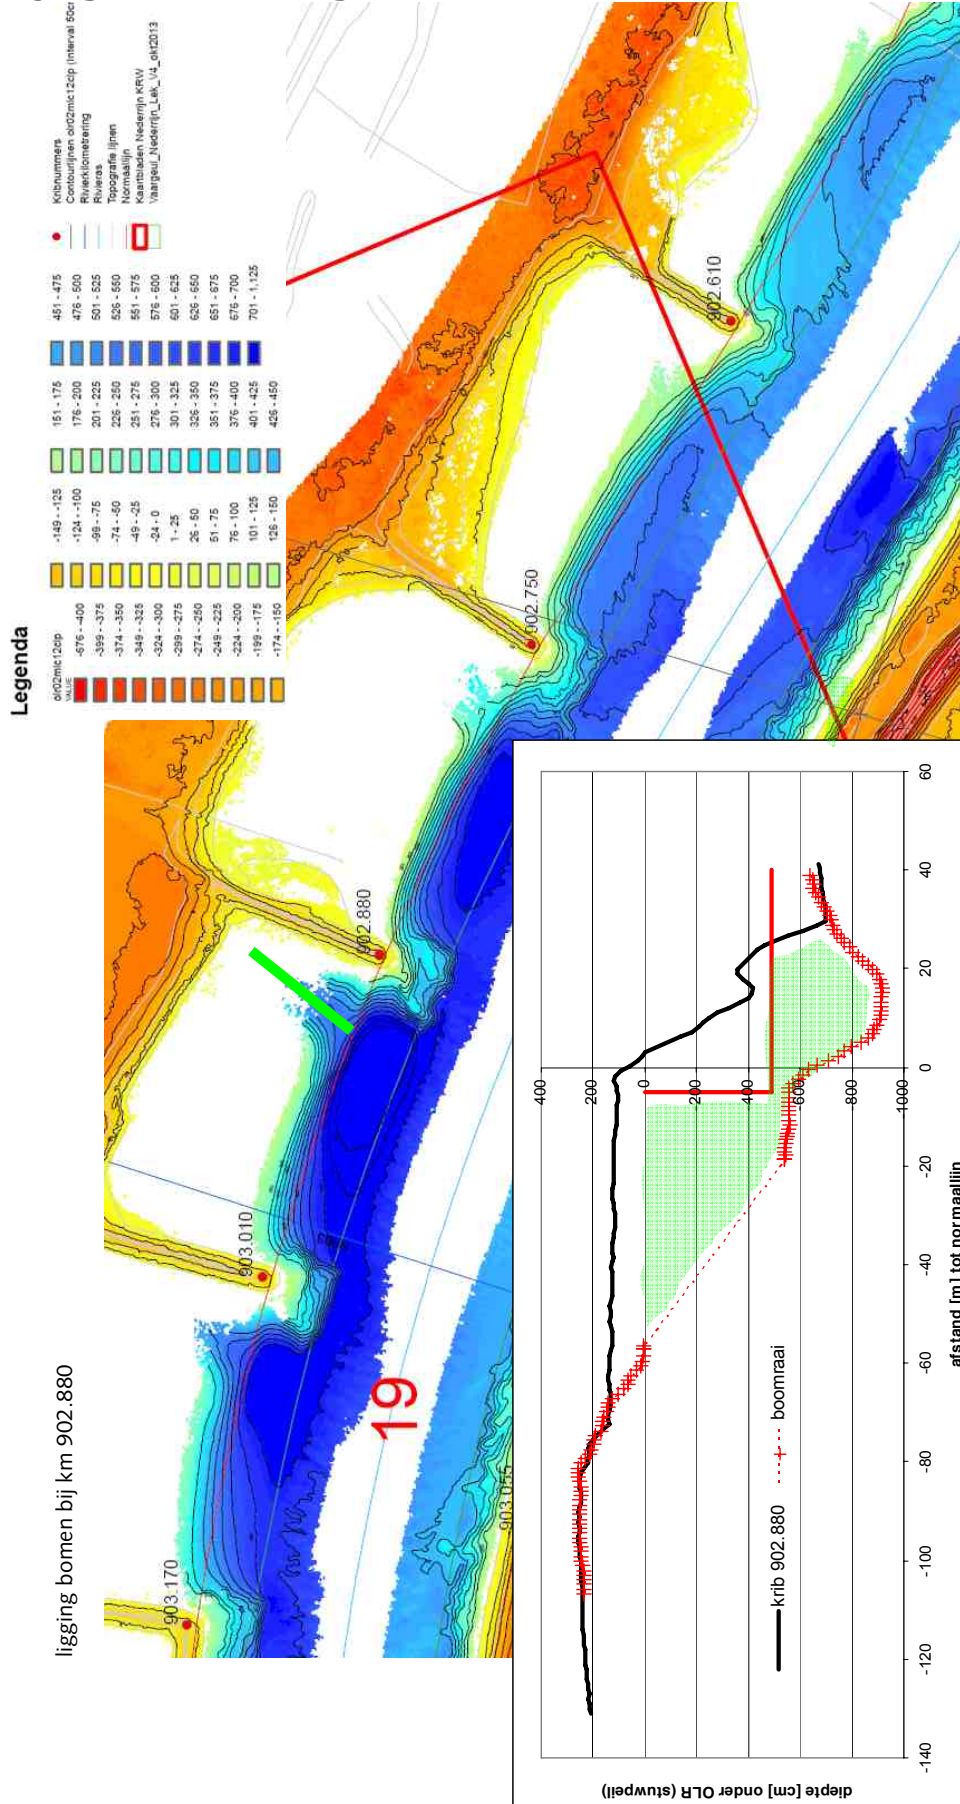 Legenda
olr02mlc12clp
VALUE
-676 - -400
-399 - -375
-374 - -350
-349 - -325
-324 - -300
-299 - -275
-274 - -250
-249 - -225
-224 - -200
-199 - -175
-174 - -150
-149 - -125
-124 - -100
-99 - -75
-74 - -50
-49 - -25
-24 - 0
1 - 25
26 - 50
51 - 75
76 - 100
101 - 125
126 - 150
151 - 175
176 - 200
201 - 225
226 - 250
251 - 275
276 - 300
301 - 325
326 - 350
351 - 375
376 - 400
401 - 425
426 - 450
451 - 475
476 - 500
501 - 525
526 - 550
551 - 575
576 - 600
601 - 625
626 - 650
651 - 675
676 - 700
701 - 1,125
Kribnummers
Contourlijnen olr02mlc12clp (Interval 50cm
Rivierkilometrering
Rivieras
Topografie lijnen
Normaallijn
Kaartbladen Nederrijn KRW
Vaargeul_Nederrijn_Lek_V4_okt2013
ligging bomen bij km 902.880
903.170
903.010
902.880
902.750
902.610
903.055
19
diepte [cm] onder OLR (stuwpeil)
400
200
0
200
400
600
800
1000
-140
-120
-100
-80
-60
-40
-20
0
20
40
60
afstand [m] tot normaallijn
krib 902.880
boomraai